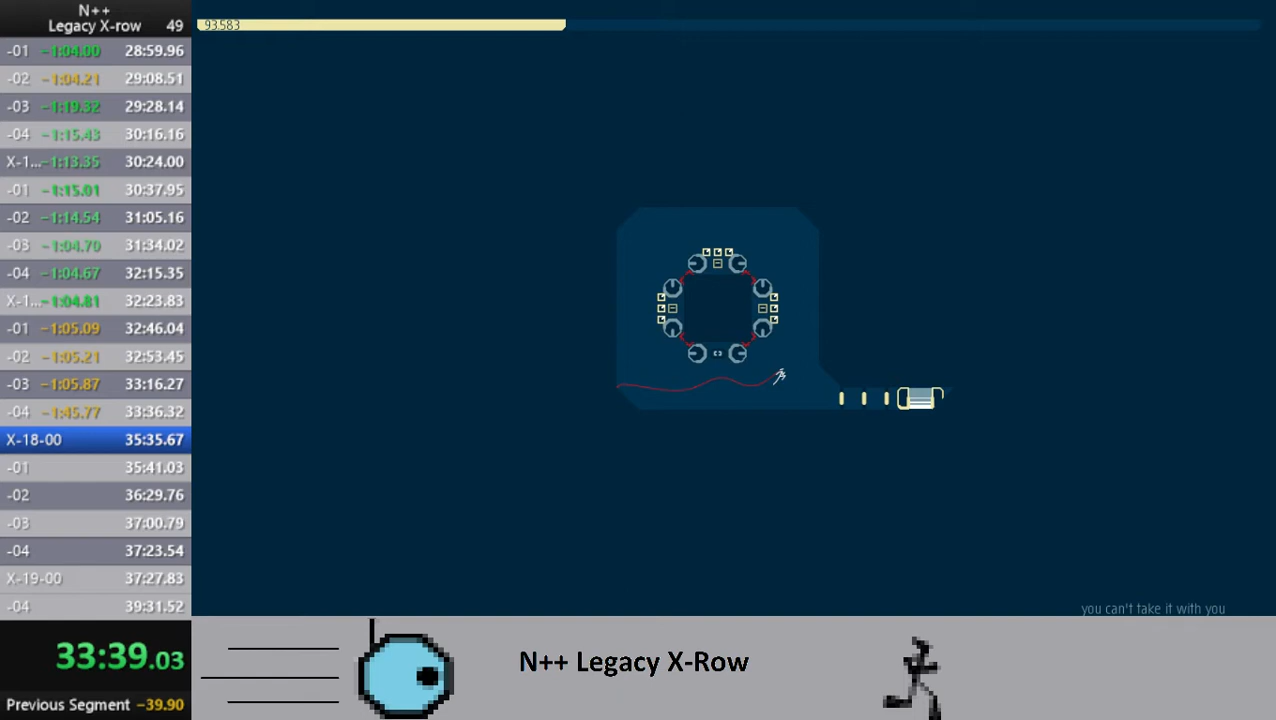 N++
Legacy X-row 49
-01 -1:04.00 28:59.96
-02 -1:04.21 29:08.51
-03 -1:19.32 29:28.14
-04 -1:15.43 30:16.16
X-1... -1:13.35 30:24.00
-01 -1:15.01 30:37.95
-02 -1:14.54 31:05.16
-03 -1:04.70 31:34.02
-04 -1:04.67 32:15.35
X-1... -1:04.81 32:23.83
-01 -1:05.09 32:46.04
-02 -1:05.21 32:53.45
-03 -1:05.87 33:16.27
-04 -1:45.77 33:36.32
X-18-00 35:35.67
-01 35:41.03
-02 36:29.76
-03 37:00.79
-04 37:23.54
X-19-00 37:27.83
-04 39:31.52
33:39.03
Previous Segment -39.90
93.583
you can't take it with you
N++ Legacy X-Row